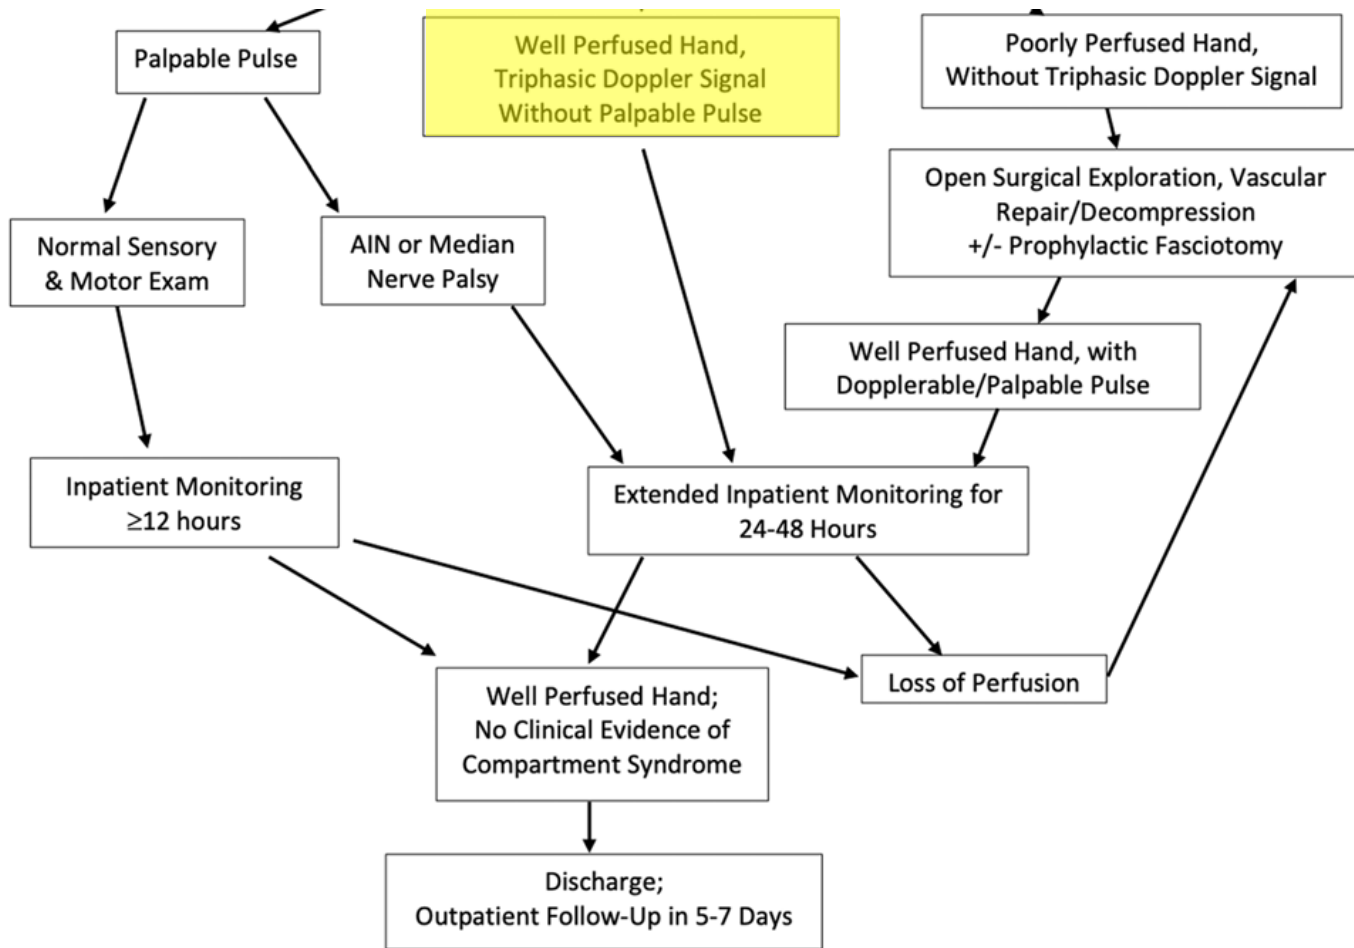 Palpable Pulse
Well Perfused Hand,
Triphasic Doppler Signal
Without Palpable Pulse
Poorly Perfused Hand,
Without Triphasic Doppler Signal
Open Surgical Exploration, Vascular
Repair/Decompression
+/- Prophylactic Fasciotomy
Normal Sensory
& Motor Exam
AIN or Median
Nerve Palsy
Well Perfused Hand, with
Dopplerable/Palpable Pulse
Inpatient Monitoring
≥12 hours
Extended Inpatient Monitoring for
24-48 Hours
Well Perfused Hand;
No Clinical Evidence of
Compartment Syndrome
Loss of Perfusion
Discharge;
Outpatient Follow-Up in 5-7 Days